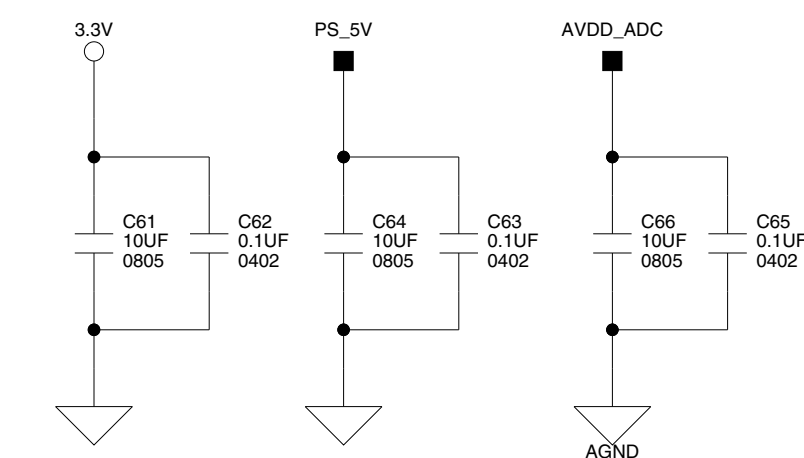 3.3V
PS_5V
AVDD_ADC
C61
10UF
0805
C62
0.1UF
0402
C64
10UF
0805
C63
0.1UF
0402
C66
10UF
0805
C65
0.1UF
0402
AGND